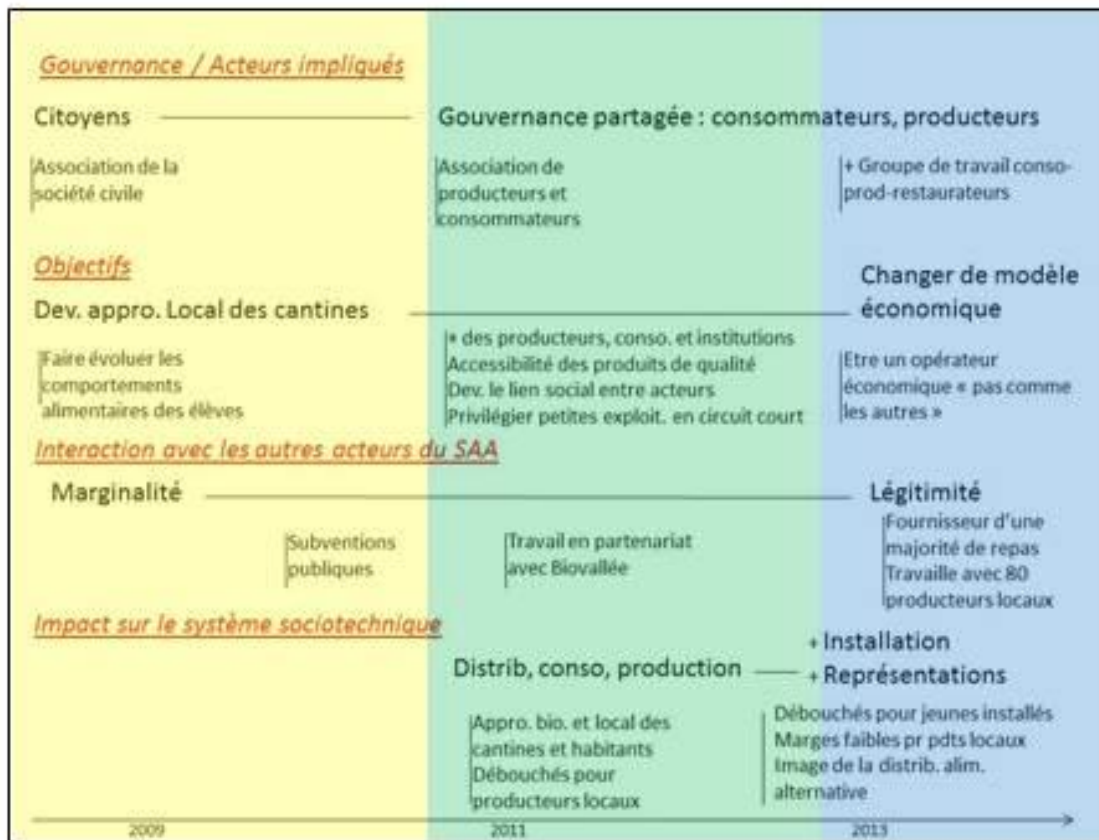 Gouvernance / Acteurs impliqués
Citoyens
Gouvernance partagée : consommateurs, producteurs
Association de la
société civile
Association de
producteurs et
consommateurs
+ Groupe de travail conso-
prod-restaurateurs
Objectifs
Dev. appro. Local des cantines
Changer de modèle
économique
Faire évoluer les
comportements
alimentaires des élèves
+ des producteurs, conso. et institutions
Accessibilité des produits de qualité
Dev. le lien social entre acteurs
Privilégier petites exploit. en circuit court
Etre un opérateur
économique « pas comme
les autres »
Interaction avec les autres acteurs du SAA
Marginalité
Légitimité
Subventions
publiques
Travail en partenariat
avec Biovallée
Fournisseur d'une
majorité de repas
Travaille avec 80
producteurs locaux
Impact sur le système sociotechnique
Distrib, conso, production
+ Installation
+ Représentations
Appro. bio. et local des
cantines et habitants
Débouchés pour
producteurs locaux
Débouchés pour jeunes installés
Marges faibles pr pdts locaux
Image de la distrib. alim.
alternative
2009
2011
2013